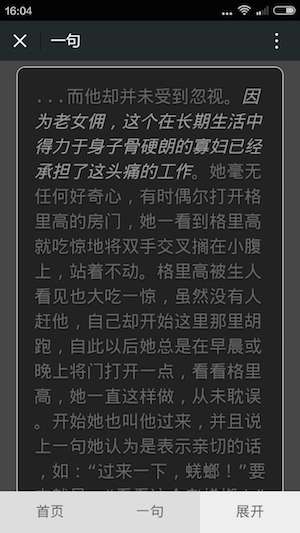 16:04
一句
...而他却并未受到忽视。因
为老女佣，这个在长期生活中
得力于身子骨硬朗的寡妇已经
承担了这头痛的工作。她毫无
任何好奇心，有时偶尔打开格
里高的房门，她一看到格里高
就吃惊地将双手交叉搁在小腹
上，站着不动。格里高被生人
看见也大吃一惊，虽然没有人
赶他，自己却开始这里那里胡
跑，自此以后她总是在早晨或
晚上将门打开一点，看看格里
高，她一直这样做，从未耽误
。开始她也叫他过来，并且说
上一句她认为是表示亲切的话
，如：“过来一下，蜣螂！”要
首页 一句 展开